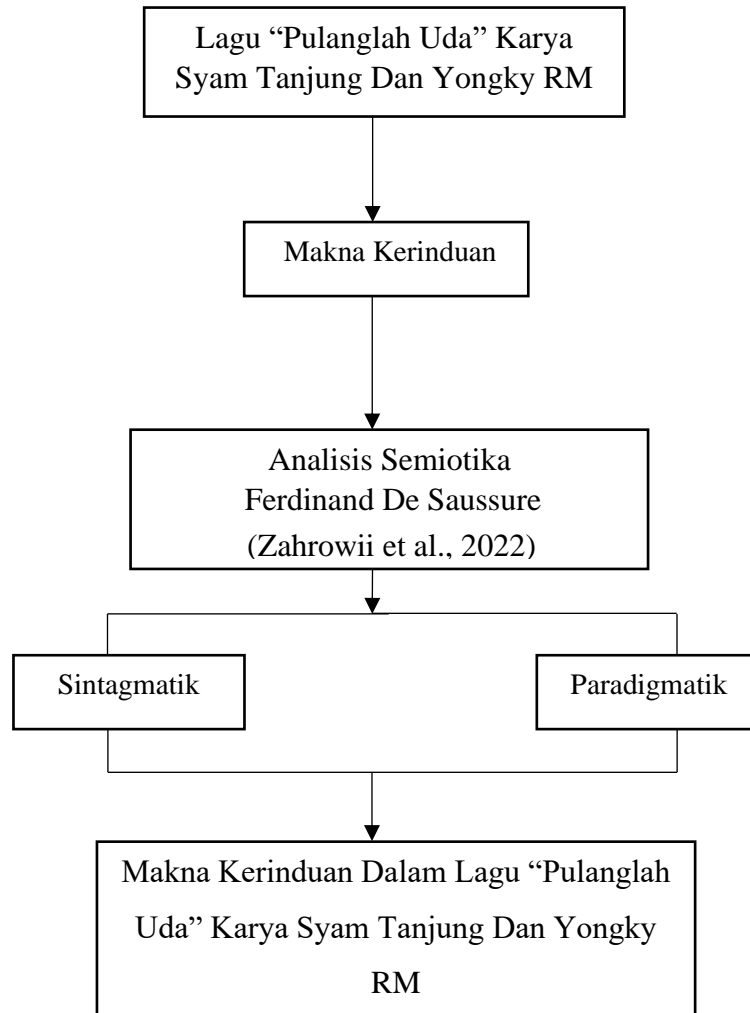 Lagu “Pulanglah Uda” Karya
Syam Tanjung Dan Yongky RM
Makna Kerinduan
Analisis Semiotika
Ferdinand De Saussure
(Zahrowii et al., 2022)
Sintagmatik
Paradigmatik
Makna Kerinduan Dalam Lagu “Pulanglah
Uda” Karya Syam Tanjung Dan Yongky
RM